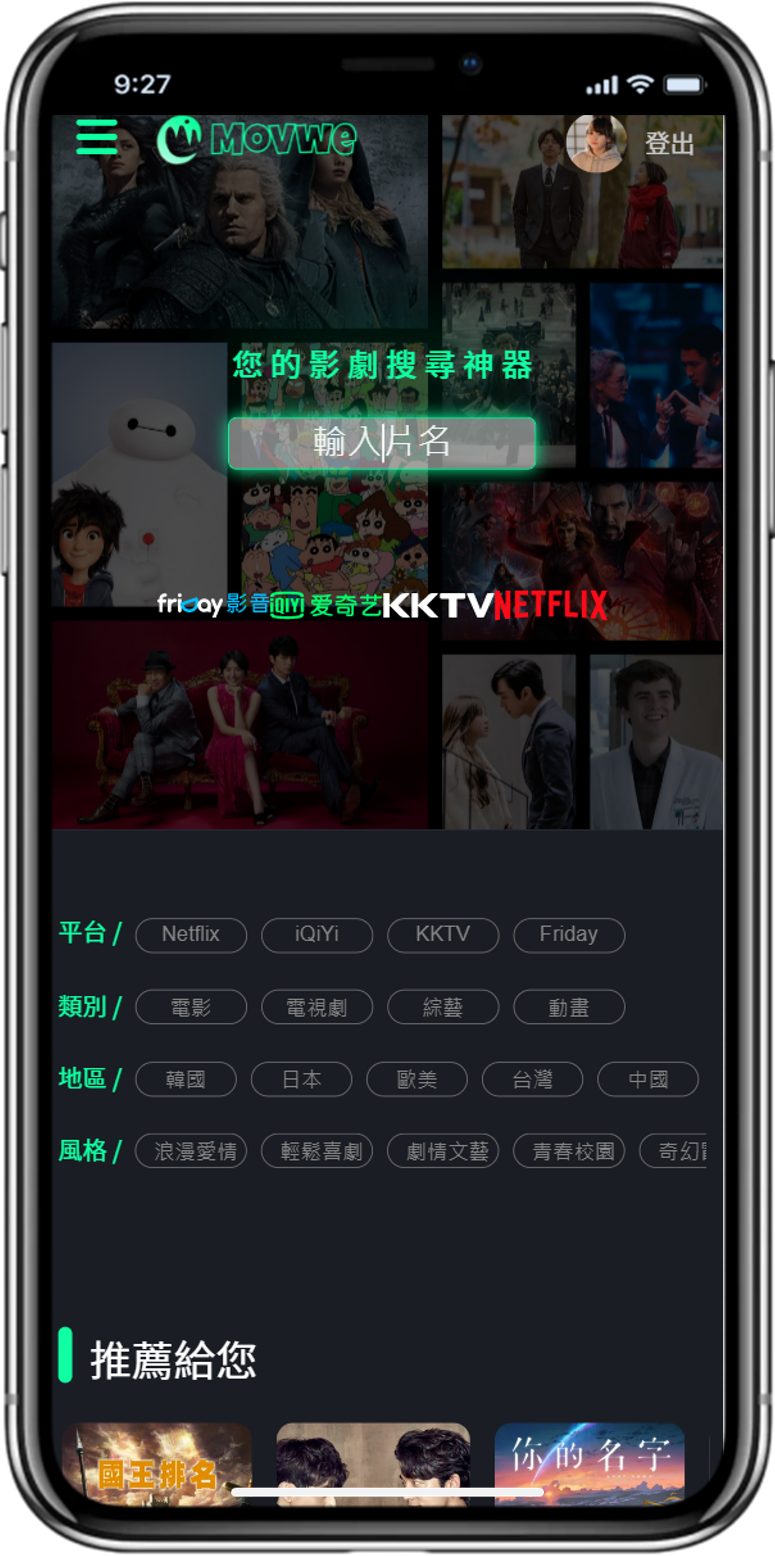 9:27
MOVWE
登出
您的影劇搜尋神器
輸入片名
friDay影音 iQIYI 爱奇艺 KKTV NETFLIX
平台 / Netflix iQiYi KKTV Friday
類別 / 電影 電視劇 綜藝 動畫
地區 / 韓國 日本 歐美 台灣 中國
風格 / 浪漫愛情 輕鬆喜劇 劇情文藝 青春校園 奇幻
推薦給您
國王排名 你的名字